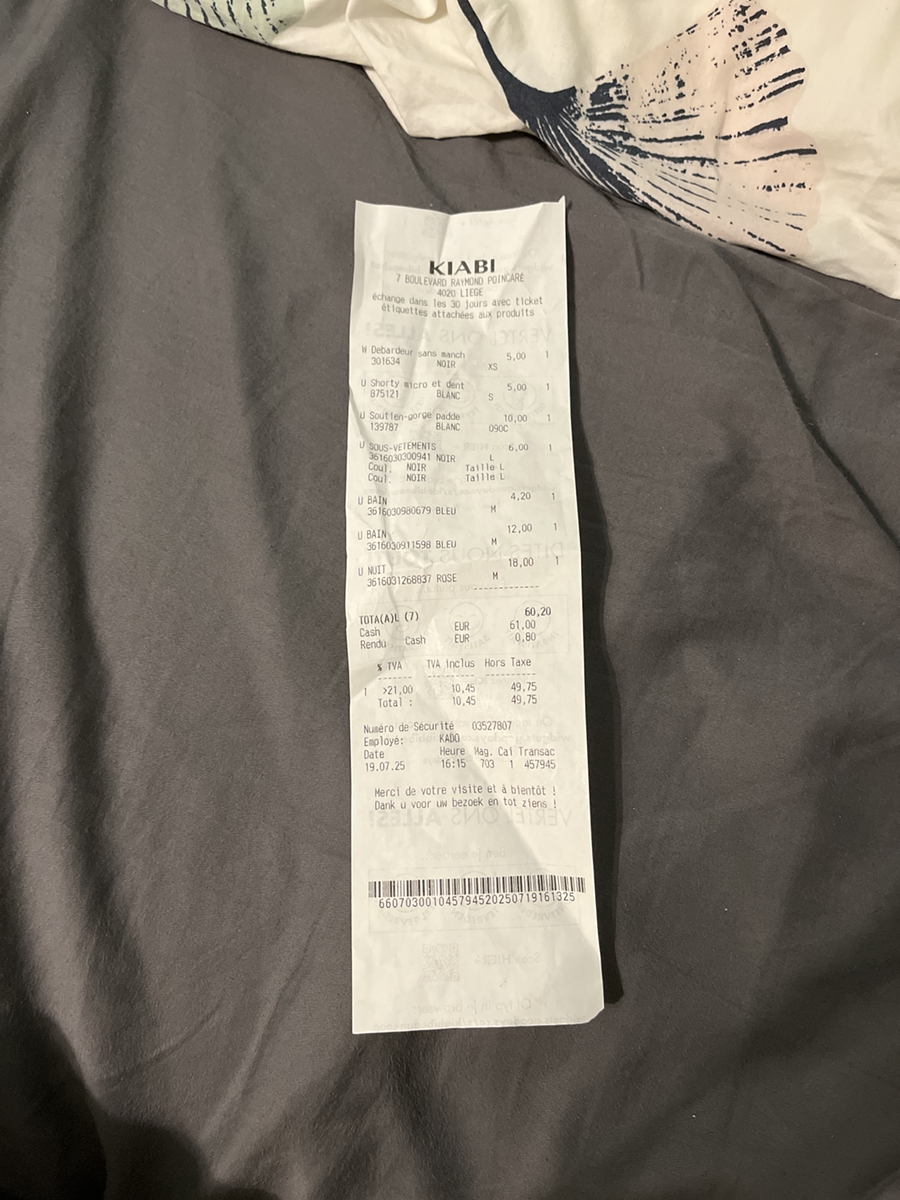 KIABI
7 BOULEVARD RAYMOND POINCARE
4020 LIEGE
échange dans les 30 jours avec ticket
étiquettes attachées aux produits
W Debardeur sans manch 5,00 1
301634 NOIR XS
U Shorty micro et dent 5,00 1
875121 BLANC S
U Soutien-gorge padde 10,00 1
139787 BLANC 090C
U SOUS-VETEMENTS 6,00 1
3616030300941 NOIR L
Coul. NOIR Taille L
Coul. NOIR Taille L
U BAIN 4,20 1
3616030980679 BLEU M
U BAIN 12,00 1
3616030911598 BLEU M
U NUIT 18,00 1
3616031268837 ROSE M
-------------
TOTA(A)L (7) 60,20
Cash EUR 61,00
Rendu Cash EUR 0,80
% TVA TVA inclus Hors Taxe
------- --------- ---------
1 >21,00 10,45 49,75
Total : 10,45 49,75
Numéro de Sécurité 03527807
Employé: KADO
Date Heure Mag. Cai Transac
19.07.25 16:15 703 1 457945
Merci de votre visite et à bientôt !
Dank u voor uw bezoek en tot ziens !
660703001045794520250719161325